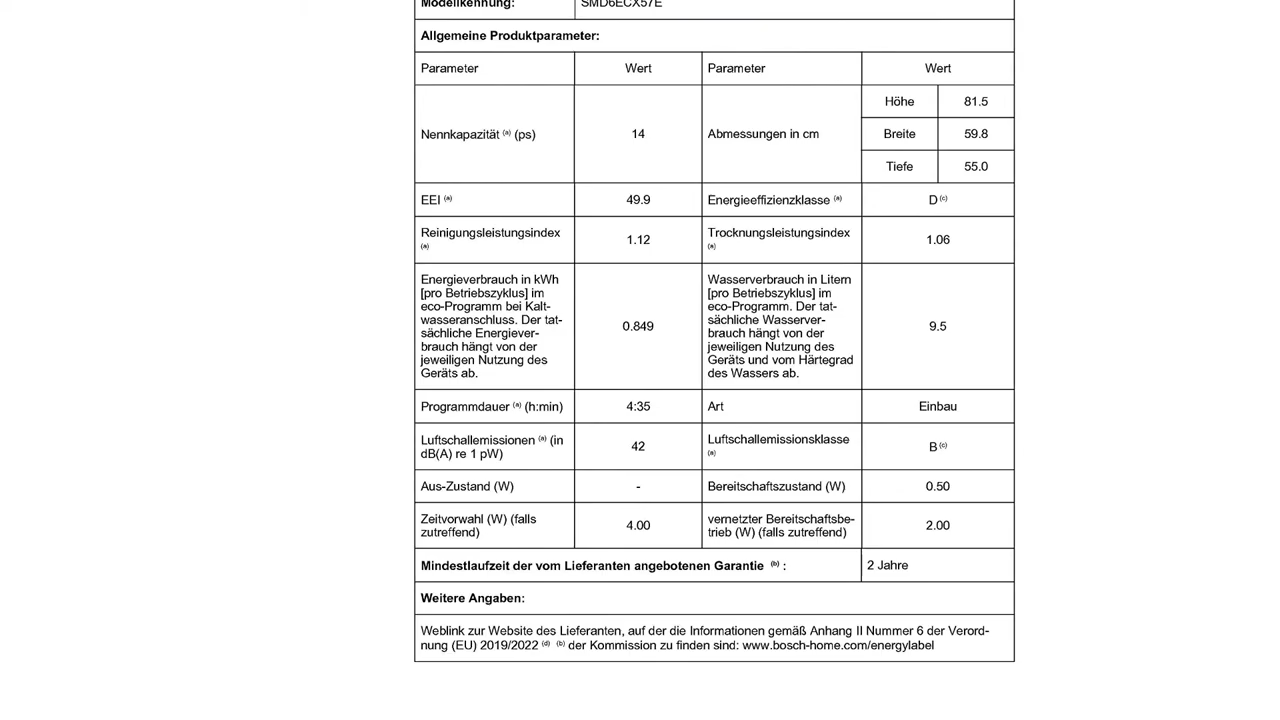 Modellkennung: SMD6ECX57E
Allgemeine Produktparameter:
Parameter Wert Parameter Wert
Nennkapazität (a) (ps) 14 Abmessungen in cm
Höhe 81.5
Breite 59.8
Tiefe 55.0
EEI (a) 49.9 Energieeffizienzklasse (a) D (c)
Reinigungsleistungsindex
(a)
1.12
Trocknungsleistungsindex
(a)
1.06
Energieverbrauch in kWh
[pro Betriebszyklus] im
eco-Programm bei Kalt-
wasseranschluss. Der tat-
sächliche Energiever-
brauch hängt von der
jeweiligen Nutzung des
Geräts ab.
0.849
Wasserverbrauch in Litern
[pro Betriebszyklus] im
eco-Programm. Der tat-
sächliche Wasserver-
brauch hängt von der
jeweiligen Nutzung des
Geräts und vom Härtegrad
des Wassers ab.
9.5
Programmdauer (a) (h:min) 4:35 Art Einbau
Luftschallemissionen (a) (in
dB(A) re 1 pW)
42
Luftschallemissionsklasse
(a)
B (c)
Aus-Zustand (W) - Bereitschaftszustand (W) 0.50
Zeitvorwahl (W) (falls
zutreffend)
4.00
vernetzter Bereitschaftsbe-
trieb (W) (falls zutreffend)
2.00
Mindestlaufzeit der vom Lieferanten angebotenen Garantie (b) : 2 Jahre
Weitere Angaben:
Weblink zur Website des Lieferanten, auf der die Informationen gemäß Anhang II Nummer 6 der Verord-
nung (EU) 2019/2022 (d) (b) der Kommission zu finden sind: www.bosch-home.com/energylabel